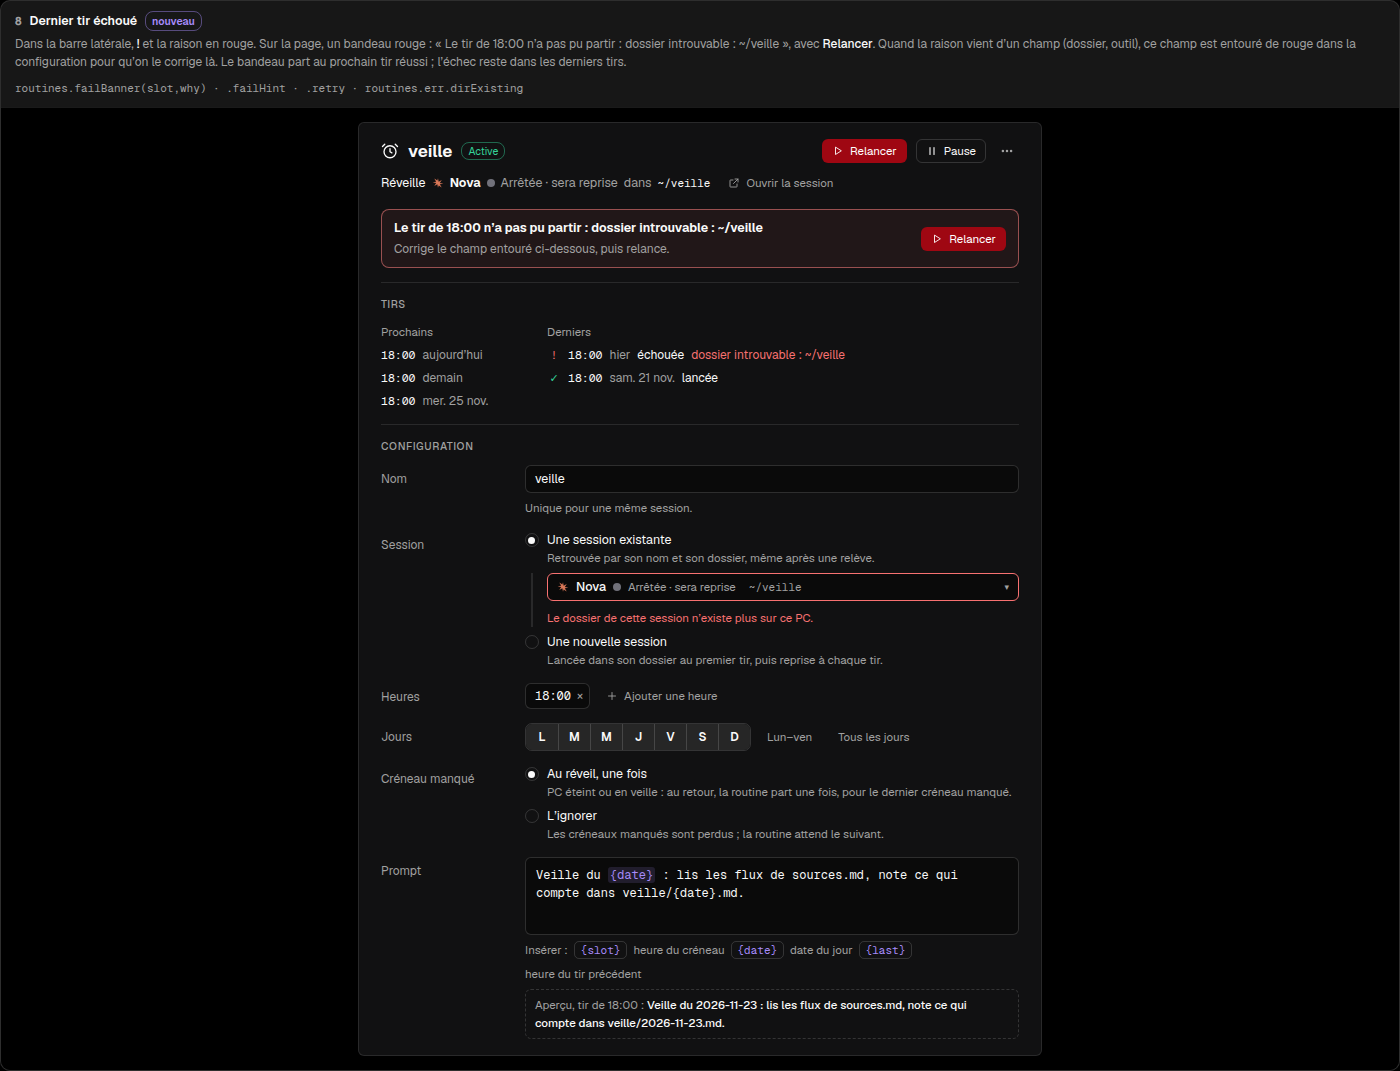 8 Dernier tir échoué nouveau
Dans la barre latérale, ! et la raison en rouge. Sur la page, un bandeau rouge : « Le tir de 18:00 n'a pas pu partir : dossier introuvable : ~/veille », avec Relancer. Quand la raison vient d'un champ (dossier, outil), ce champ est entouré de rouge dans la
configuration pour qu'on le corrige là. Le bandeau part au prochain tir réussi ; l'échec reste dans les derniers tirs.
routines.failBanner(slot,why) · .failHint · .retry · routines.err.dirExisting
veille Active Relancer Pause ···
Réveille Nova Arrêtée · sera reprise dans ~/veille Ouvrir la session
Le tir de 18:00 n'a pas pu partir : dossier introuvable : ~/veille
Corrige le champ entouré ci-dessous, puis relance.
Relancer
TIRS
Prochains Derniers
18:00 aujourd'hui ! 18:00 hier échouée dossier introuvable : ~/veille
18:00 demain ✓ 18:00 sam. 21 nov. lancée
18:00 mer. 25 nov.
CONFIGURATION
Nom veille
Unique pour une même session.
Session Une session existante
Retrouvée par son nom et son dossier, même après une relève.
Nova Arrêtée · sera reprise ~/veille ▾
Le dossier de cette session n'existe plus sur ce PC.
Une nouvelle session
Lancée dans son dossier au premier tir, puis reprise à chaque tir.
Heures 18:00 × + Ajouter une heure
Jours L M M J V S D Lun–ven Tous les jours
Créneau manqué Au réveil, une fois
PC éteint ou en veille : au retour, la routine part une fois, pour le dernier créneau manqué.
L'ignorer
Les créneaux manqués sont perdus ; la routine attend le suivant.
Prompt Veille du {date} : lis les flux de sources.md, note ce qui
compte dans veille/{date}.md.
Insérer : {slot} heure du créneau {date} date du jour {last}
heure du tir précédent
Aperçu, tir de 18:00 : Veille du 2026-11-23 : lis les flux de sources.md, note ce qui
compte dans veille/2026-11-23.md.